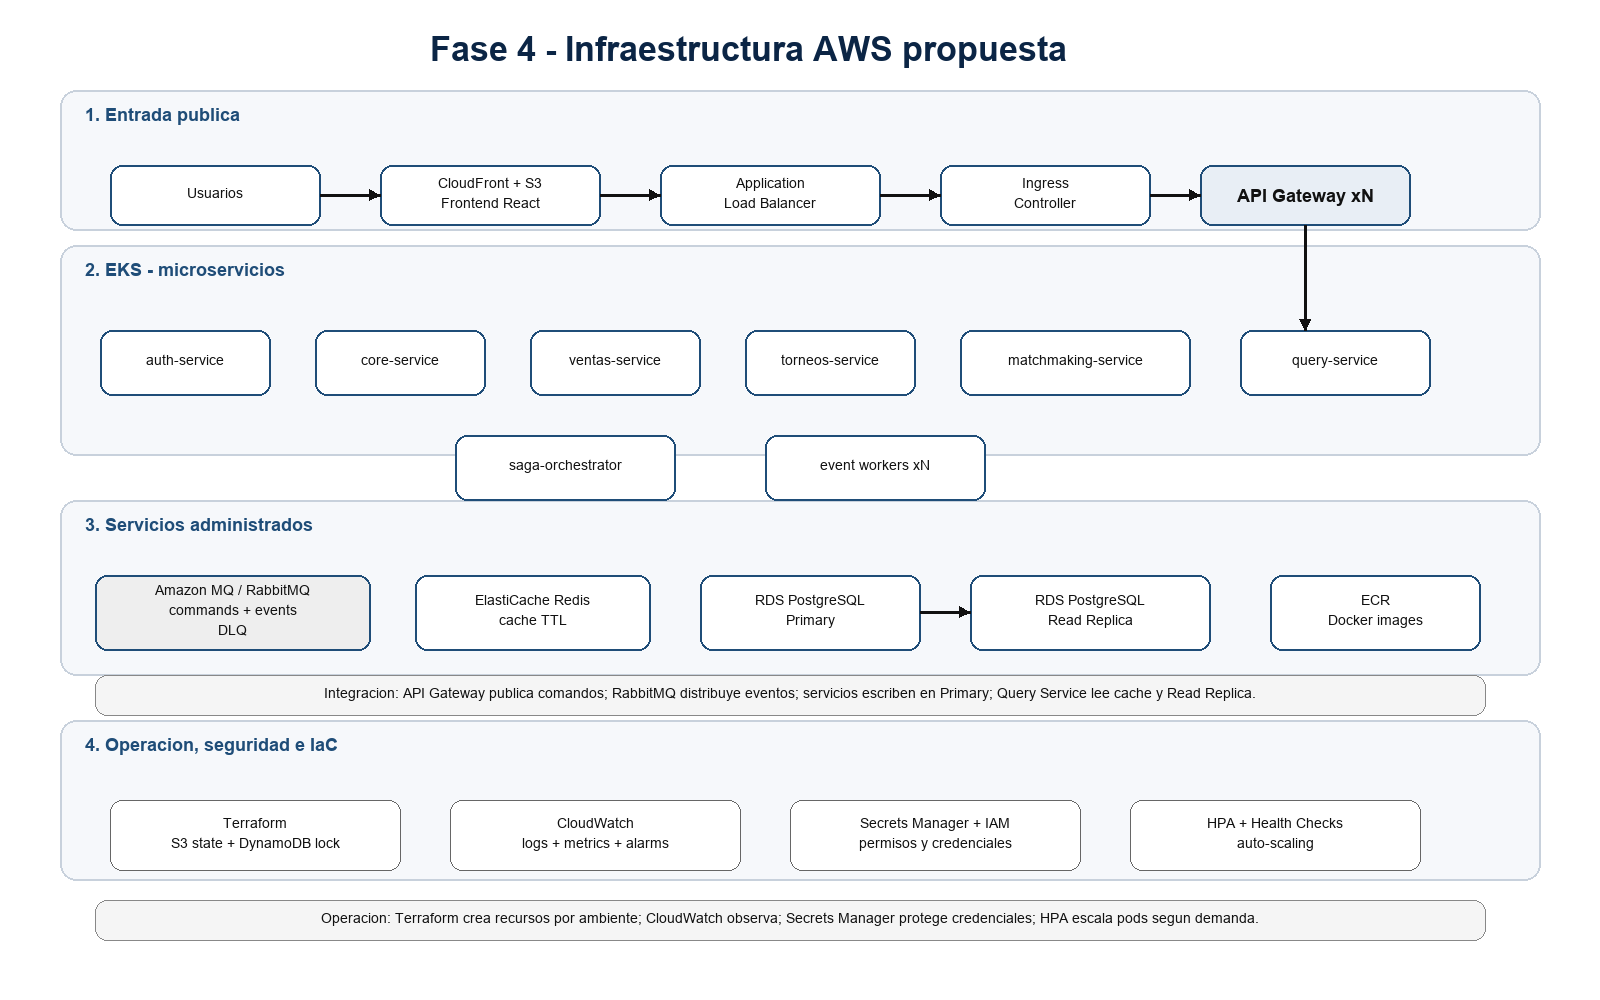 Fase 4 - Infraestructura AWS propuesta
1. Entrada publica
Usuarios
CloudFront + S3
Frontend React
Application
Load Balancer
Ingress
Controller
API Gateway xN
2. EKS - microservicios
auth-service
core-service
ventas-service
torneos-service
matchmaking-service
query-service
saga-orchestrator
event workers xN
3. Servicios administrados
Amazon MQ / RabbitMQ
commands + events
DLQ
ElastiCache Redis
cache TTL
RDS PostgreSQL
Primary
RDS PostgreSQL
Read Replica
ECR
Docker images
Integracion: API Gateway publica comandos; RabbitMQ distribuye eventos; servicios escriben en Primary; Query Service lee cache y Read Replica.
4. Operacion, seguridad e IaC
Terraform
S3 state + DynamoDB lock
CloudWatch
logs + metrics + alarms
Secrets Manager + IAM
permisos y credenciales
HPA + Health Checks
auto-scaling
Operacion: Terraform crea recursos por ambiente; CloudWatch observa; Secrets Manager protege credenciales; HPA escala pods segun demanda.